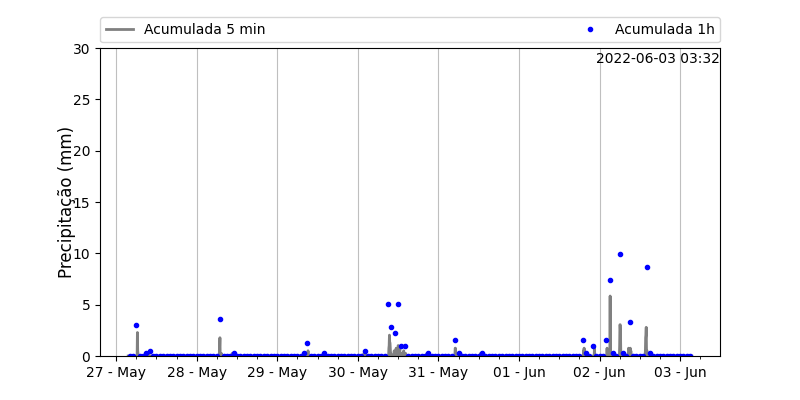 Acumulada 5 min
Acumulada 1h
2022-06-03 03:32
Precipitação (mm)
30
25
20
15
10
5
0
27 - May 28 - May 29 - May 30 - May 31 - May 01 - Jun 02 - Jun 03 - Jun